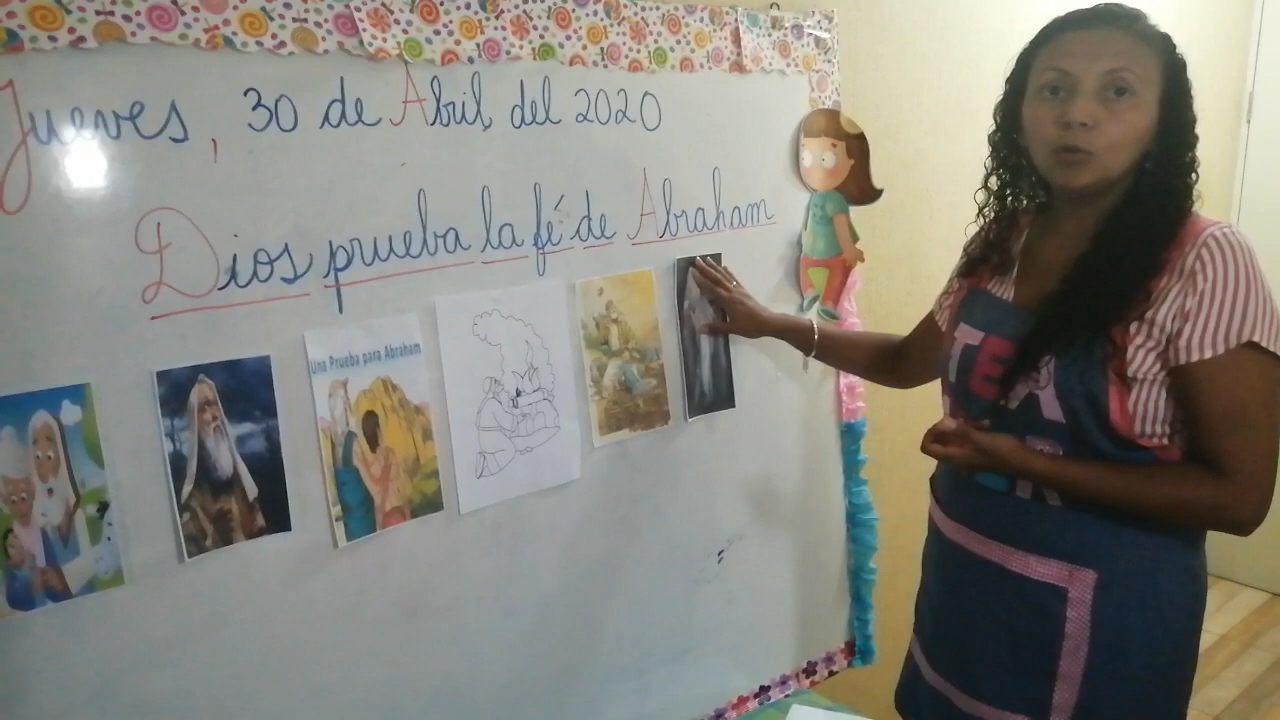 Jueves, 30 de Abril, del 2020
Dios prueba la fé de Abraham
Una Prueba para Abraham